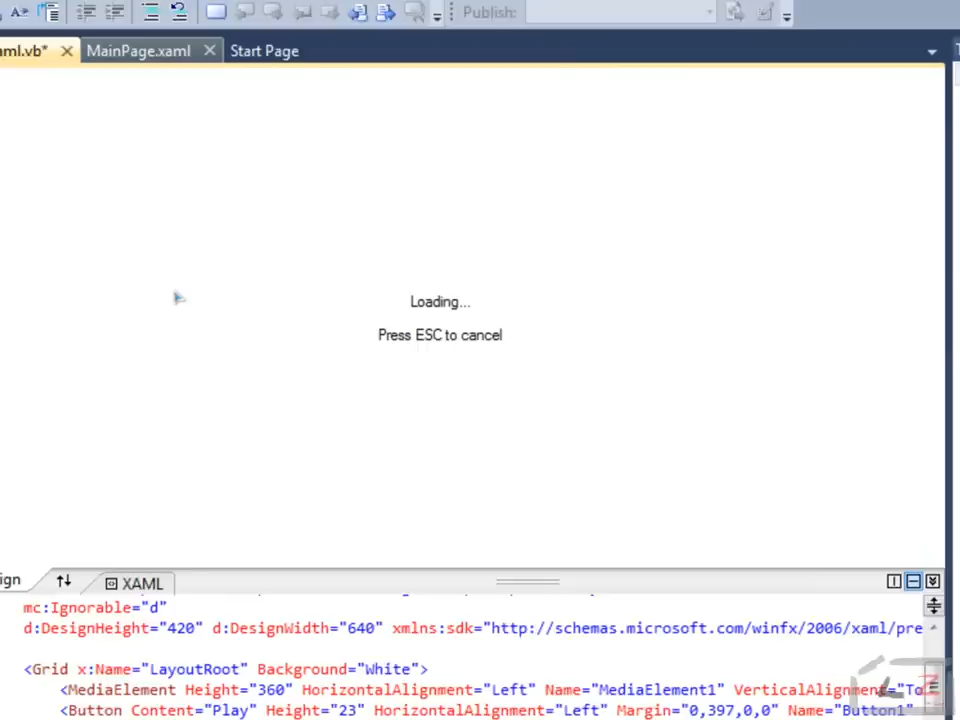 Publish:
aml.vb* MainPage.xaml Start Page
Loading...
Press ESC to cancel
ign XAML
mc:Ignorable="d"
d:DesignHeight="420" d:DesignWidth="640" xmlns:sdk="http://schemas.microsoft.com/winfx/2006/xaml/pre
<Grid x:Name="LayoutRoot" Background="White">
<MediaElement Height="360" HorizontalAlignment="Left" Name="MediaElement1" VerticalAlignment="To
<Button Content="Play" Height="23" HorizontalAlignment="Left" Margin="0,397,0,0" Name="Button1"